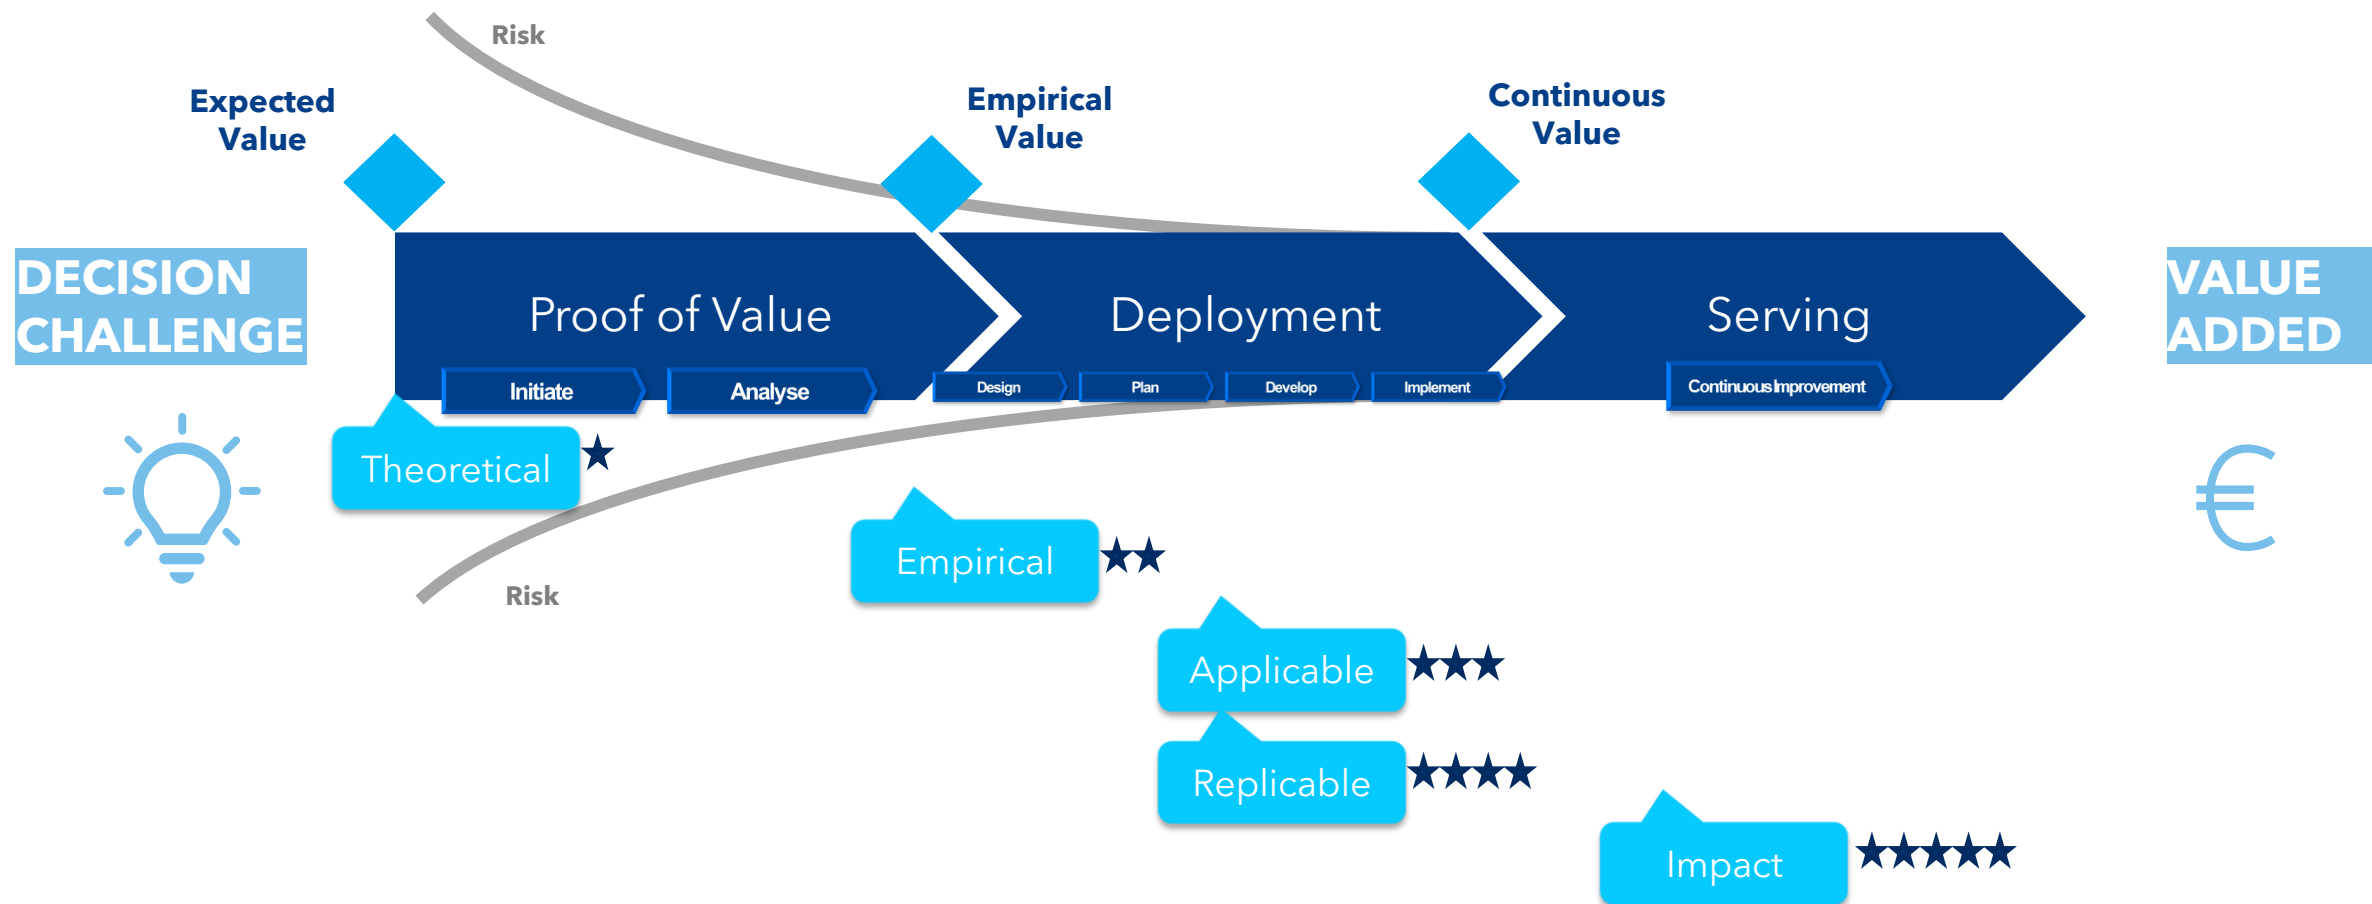 Risk
Expected
Value
Empirical
Value
Continuous
Value
DECISION
CHALLENGE
Proof of Value
Deployment
Serving
VALUE
ADDED
Initiate
Analyse
Design
Plan
Develop
Implement
Continuous Improvement
Theoretical
Empirical
Risk
Applicable
Replicable
Impact
€